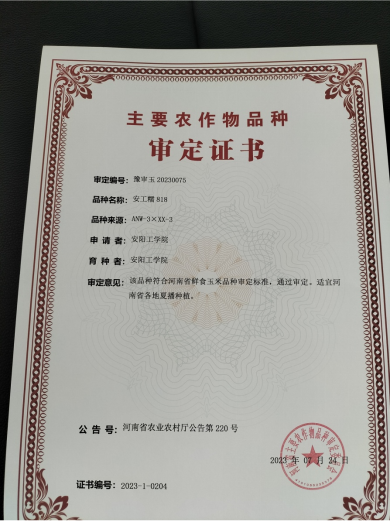 主要农作物品种
审定证书
审定编号：豫审玉 20230075
品种名称：安工糯 818
品种来源：ANW-3×XX-3
申 请 者：安阳工学院
育 种 者：安阳工学院
审定意见：该品种符合河南省鲜食玉米品种审定标准，通过审定。适宜河
南省各地夏播种植。
公 告 号：河南省农业农村厅公告第 220 号
2023 年 07 月 24 日
证书编号：2023-1-0204